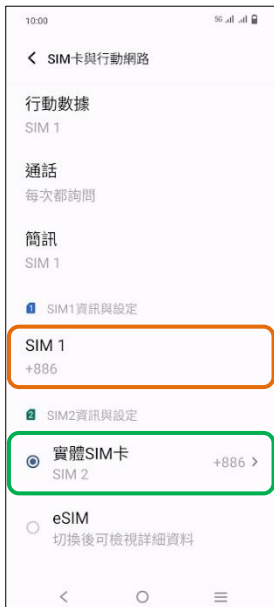 10:00
5G
SIM卡與行動網路
行動數據
SIM 1
通話
每次都詢問
簡訊
SIM 1
1 SIM1資訊與設定
SIM 1
+886
2 SIM2資訊與設定
實體SIM卡
SIM 2
+886
eSIM
切換後可檢視詳細資料